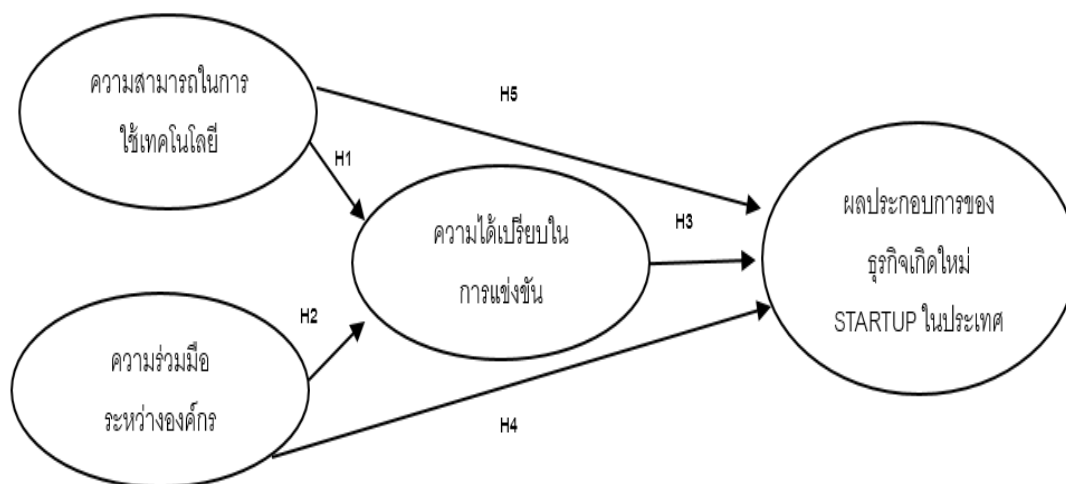 ความสามารถในการ
ใช้เทคโนโลยี
H5
H1
ความได้เปรียบใน
การแข่งขัน
H3
ผลประกอบการของ
ธุรกิจเกิดใหม่
STARTUP ในประเทศ
H2
ความร่วมมือ
ระหว่างองค์กร
H4